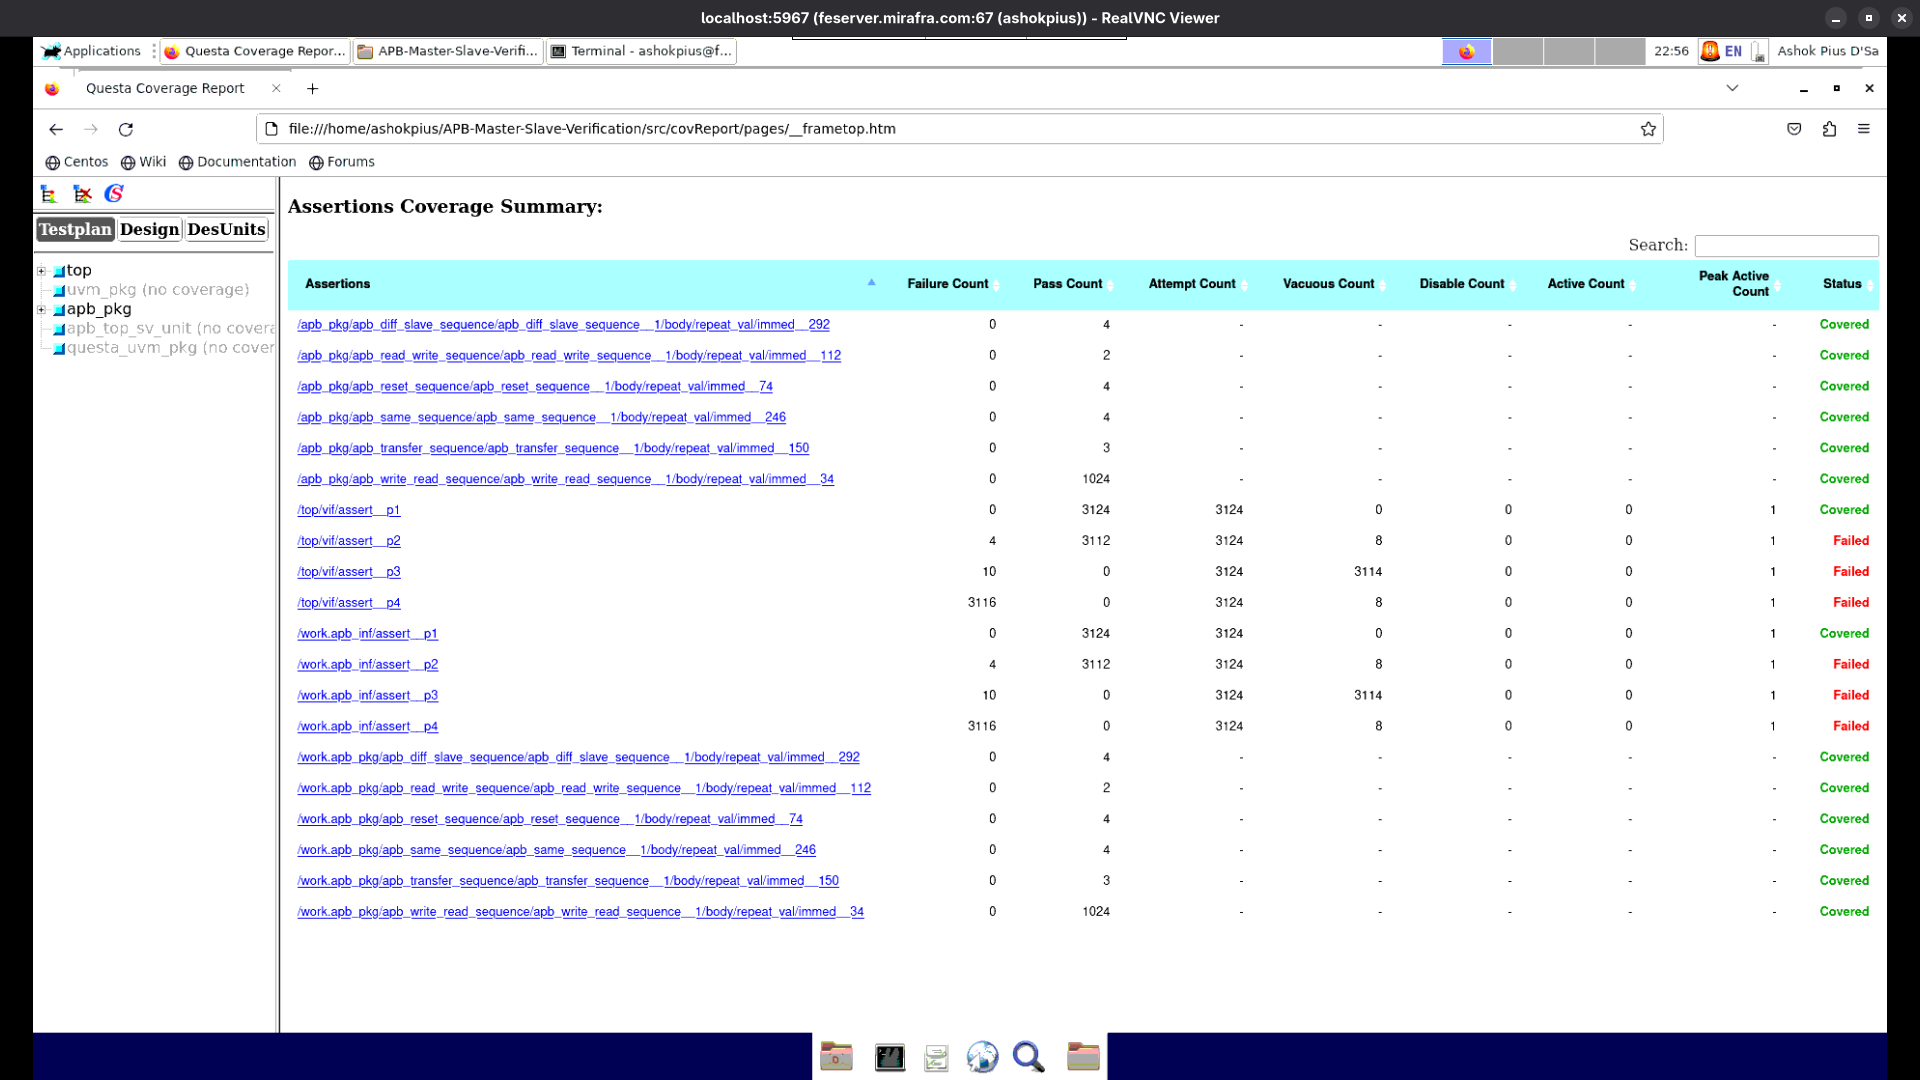 localhost:5967 (feserver.mirafra.com:67 (ashokpius)) - RealVNC Viewer
Applications Questa Coverage Repor... APB-Master-Slave-Verifi... Terminal - ashokpius@f... 22:56 EN Ashok Pius D'Sa
Questa Coverage Report
file:///home/ashokpius/APB-Master-Slave-Verification/src/covReport/pages/__frametop.htm
Centos Wiki Documentation Forums
Testplan Design DesUnits
top
uvm_pkg (no coverage)
apb_pkg
apb_top_sv_unit (no covera
questa_uvm_pkg (no cover
Assertions Coverage Summary:
Search:
Assertions Failure Count Pass Count Attempt Count Vacuous Count Disable Count Active Count Peak Active Count Status
/apb_pkg/apb_diff_slave_sequence/apb_diff_slave_sequence__1/body/repeat_val/immed__292 0 4 - - - - - Covered
/apb_pkg/apb_read_write_sequence/apb_read_write_sequence__1/body/repeat_val/immed__112 0 2 - - - - - Covered
/apb_pkg/apb_reset_sequence/apb_reset_sequence__1/body/repeat_val/immed__74 0 4 - - - - - Covered
/apb_pkg/apb_same_sequence/apb_same_sequence__1/body/repeat_val/immed__246 0 4 - - - - - Covered
/apb_pkg/apb_transfer_sequence/apb_transfer_sequence__1/body/repeat_val/immed__150 0 3 - - - - - Covered
/apb_pkg/apb_write_read_sequence/apb_write_read_sequence__1/body/repeat_val/immed__34 0 1024 - - - - - Covered
/top/vif/assert__p1 0 3124 3124 0 0 0 1 Covered
/top/vif/assert__p2 4 3112 3124 8 0 0 1 Failed
/top/vif/assert__p3 10 0 3124 3114 0 0 1 Failed
/top/vif/assert__p4 3116 0 3124 8 0 0 1 Failed
/work.apb_inf/assert__p1 0 3124 3124 0 0 0 1 Covered
/work.apb_inf/assert__p2 4 3112 3124 8 0 0 1 Failed
/work.apb_inf/assert__p3 10 0 3124 3114 0 0 1 Failed
/work.apb_inf/assert__p4 3116 0 3124 8 0 0 1 Failed
/work.apb_pkg/apb_diff_slave_sequence/apb_diff_slave_sequence__1/body/repeat_val/immed__292 0 4 - - - - - Covered
/work.apb_pkg/apb_read_write_sequence/apb_read_write_sequence__1/body/repeat_val/immed__112 0 2 - - - - - Covered
/work.apb_pkg/apb_reset_sequence/apb_reset_sequence__1/body/repeat_val/immed__74 0 4 - - - - - Covered
/work.apb_pkg/apb_same_sequence/apb_same_sequence__1/body/repeat_val/immed__246 0 4 - - - - - Covered
/work.apb_pkg/apb_transfer_sequence/apb_transfer_sequence__1/body/repeat_val/immed__150 0 3 - - - - - Covered
/work.apb_pkg/apb_write_read_sequence/apb_write_read_sequence__1/body/repeat_val/immed__34 0 1024 - - - - - Covered